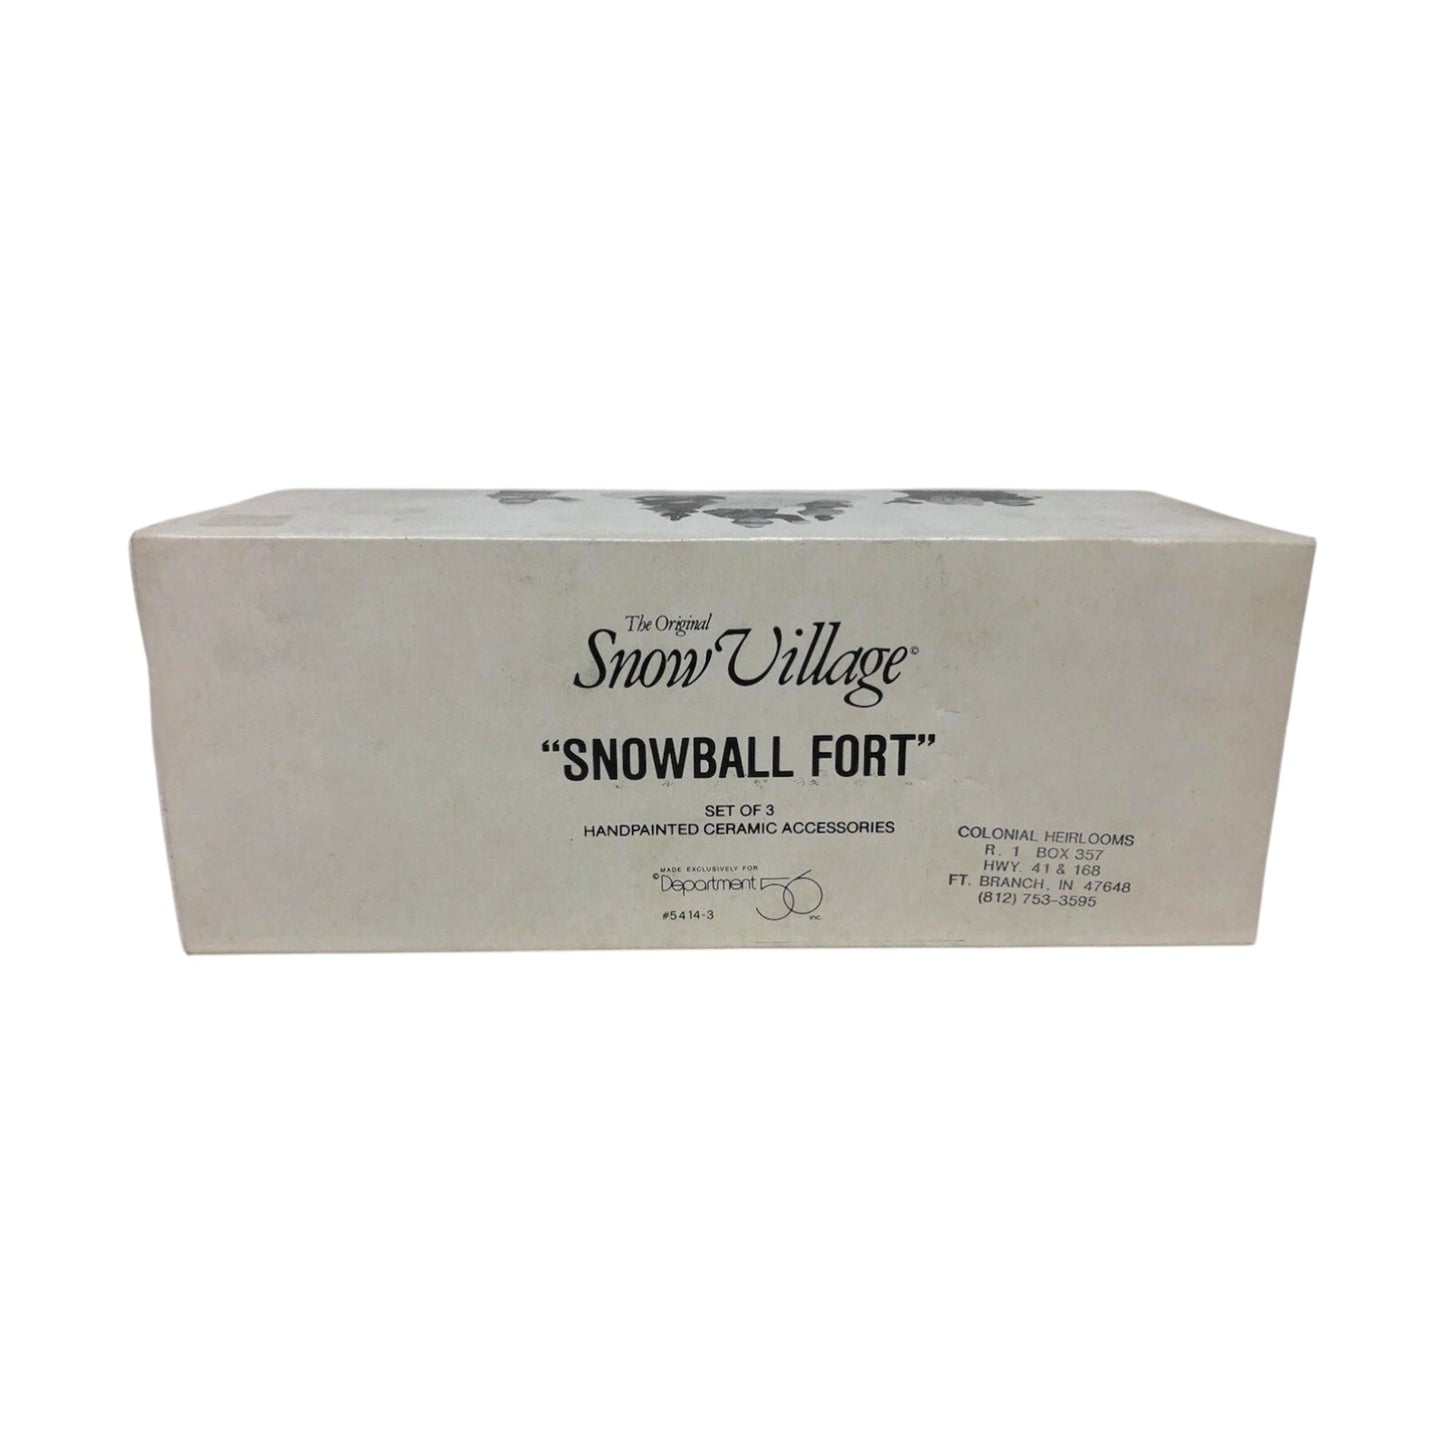 The Original
Snow Village©
“SNOWBALL FORT”
SET OF 3
HANDPAINTED CERAMIC ACCESSORIES
MADE EXCLUSIVELY FOR
©Department 56 inc.
#5414-3
COLONIAL HEIRLOOMS
R. 1 BOX 357
HWY. 41 & 168
FT. BRANCH, IN 47648
(812) 753-3595